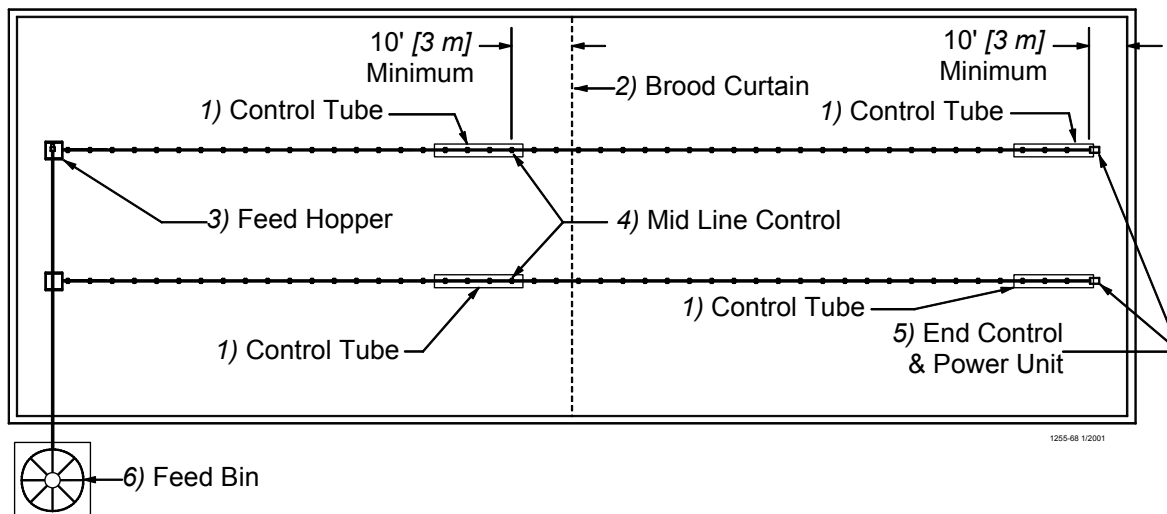 10' [3 m]
Minimum
10' [3 m]
Minimum
2) Brood Curtain
1) Control Tube
1) Control Tube
3) Feed Hopper
4) Mid Line Control
1) Control Tube
1) Control Tube
5) End Control
& Power Unit
1255-68 1/2001
6) Feed Bin